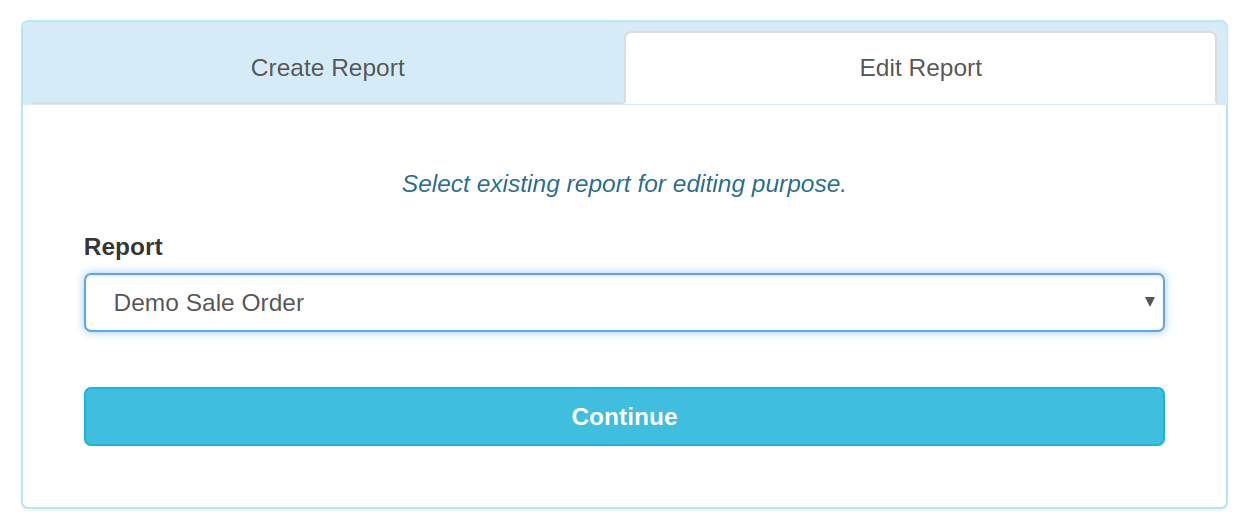 Create Report
Edit Report
Select existing report for editing purpose.
Report
Demo Sale Order
Continue